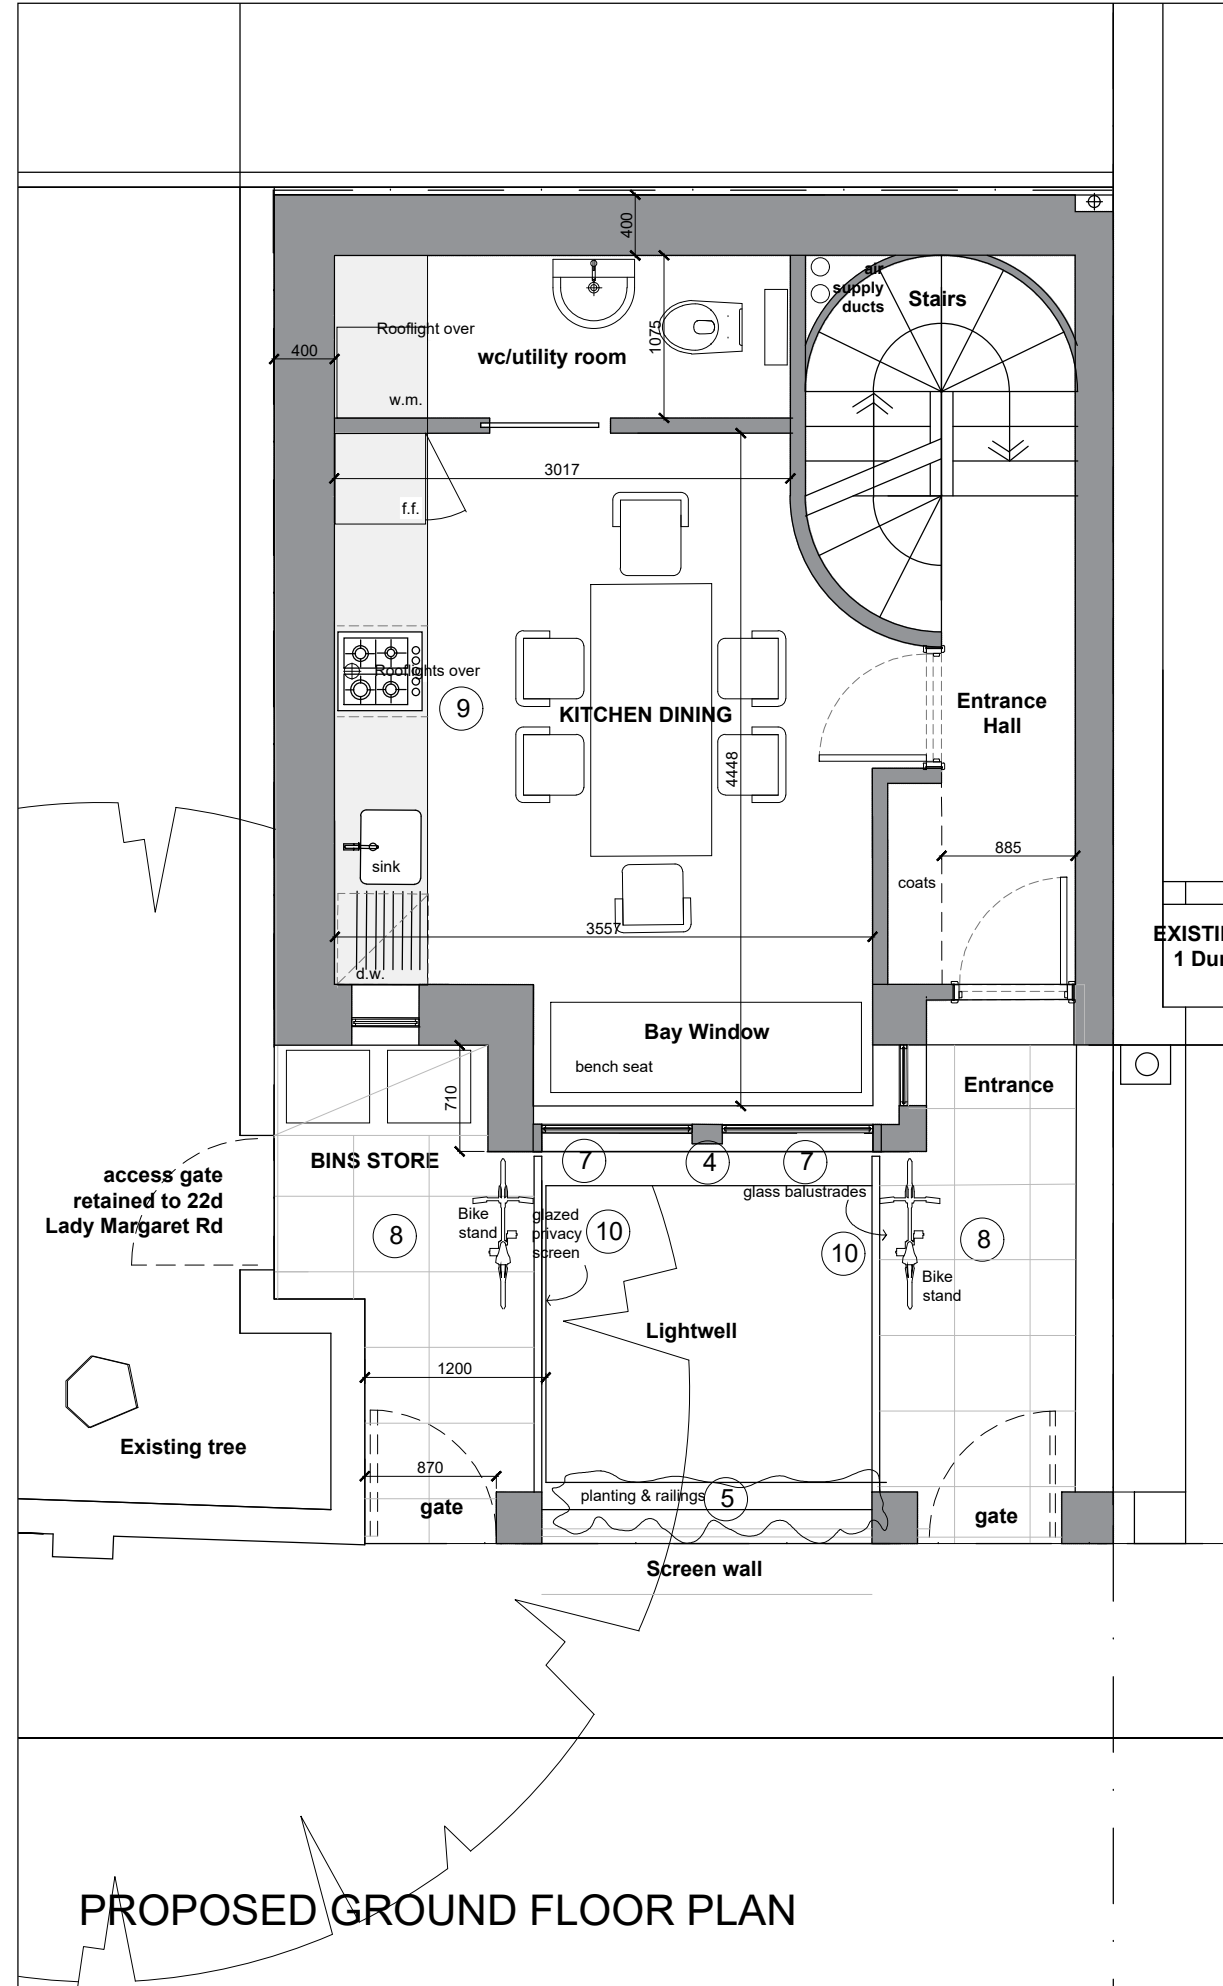 400
air
supply
ducts
Stairs
Rooflight over
1075
400
wc/utility room
w.m.
3017
f.f.
Rooflights over
9
KITCHEN DINING
Entrance
Hall
4448
885
sink
coats
3557
d.w.
Bay Window
bench seat
Entrance
710
BINS STORE
7
4
7
access gate
retained to 22d
Lady Margaret Rd
glass balustrades
Bike
stand
glazed
privacy
screen
8
10
10
8
Bike
stand
Lightwell
1200
Existing tree
870
gate
planting & railings
5
gate
Screen wall
1 Dur
PROPOSED GROUND FLOOR PLAN